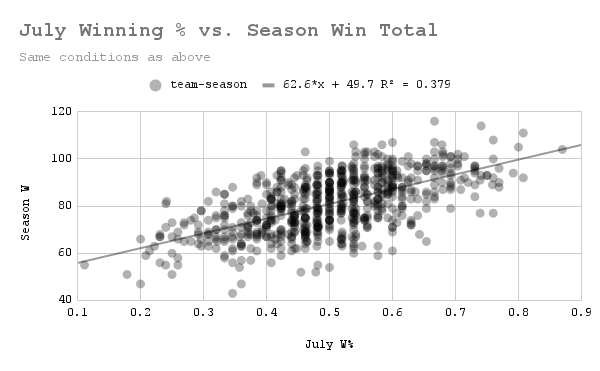 July Winning % vs. Season Win Total
Same conditions as above
team-season 62.6*x + 49.7 R² = 0.379
120
100
80
60
40
Season W
0.1 0.2 0.3 0.4 0.5 0.6 0.7 0.8 0.9
July W%